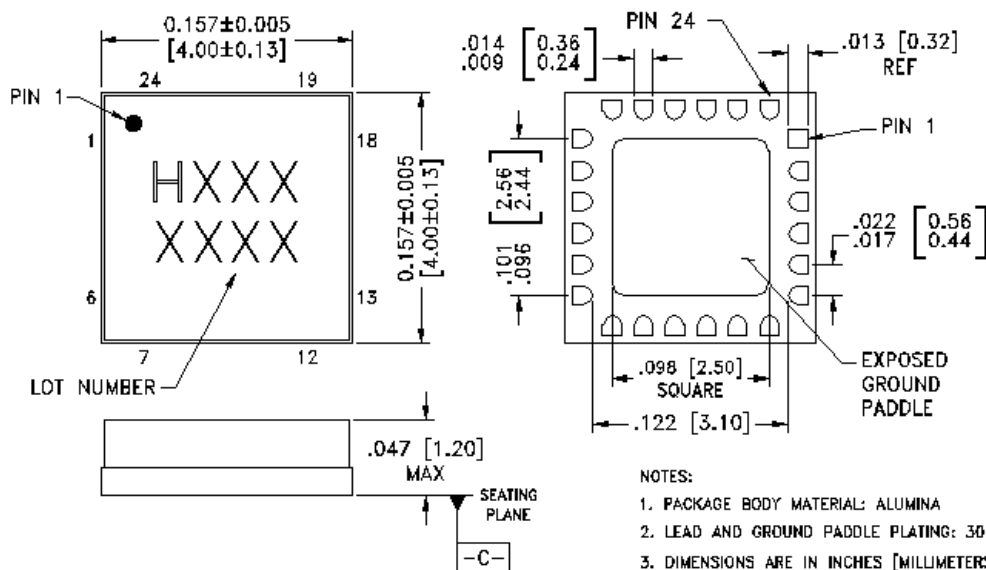 0.157±0.005
[4.00±0.13]
24
19
PIN 1
1
18
HXXX
XXXX
6
13
7
12
LOT NUMBER
0.157±0.005
[4.00±0.13]
.047 [1.20]
MAX
SEATING
PLANE
-C-
PIN 24
.014 [0.36
.009 0.24]
.013 [0.32]
REF
PIN 1
[2.56
2.44]
.101
.096
.022 [0.56
.017 0.44]
.098 [2.50]
SQUARE
.122 [3.10]
EXPOSED
GROUND
PADDLE
NOTES:
1. PACKAGE BODY MATERIAL: ALUMINA
2. LEAD AND GROUND PADDLE PLATING: 30
3. DIMENSIONS ARE IN INCHES [MILLIMETERS